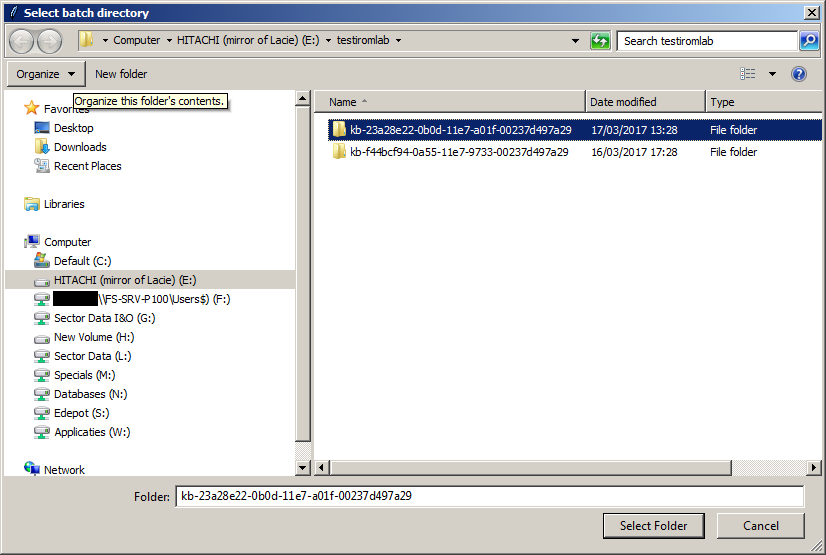 Select batch directory
Computer HITACHI (mirror of Lacie) (E:) testiromlab
Search testiromlab
Organize New folder
Organize this folder's contents.
Favorites
Desktop
Downloads
Recent Places
Libraries
Computer
Default (C:)
HITACHI (mirror of Lacie) (E:)
\\FS-SRV-P100\Users$) (F:)
Sector Data I&O (G:)
New Volume (H:)
Sector Data (L:)
Specials (M:)
Databases (N:)
Edepot (S:)
Applicaties (W:)
Network
Name Date modified Type
kb-23a28e22-0b0d-11e7-a01f-00237d497a29 17/03/2017 13:28 File folder
kb-f44bcf94-0a55-11e7-9733-00237d497a29 16/03/2017 17:28 File folder
Folder: kb-23a28e22-0b0d-11e7-a01f-00237d497a29
Select Folder Cancel